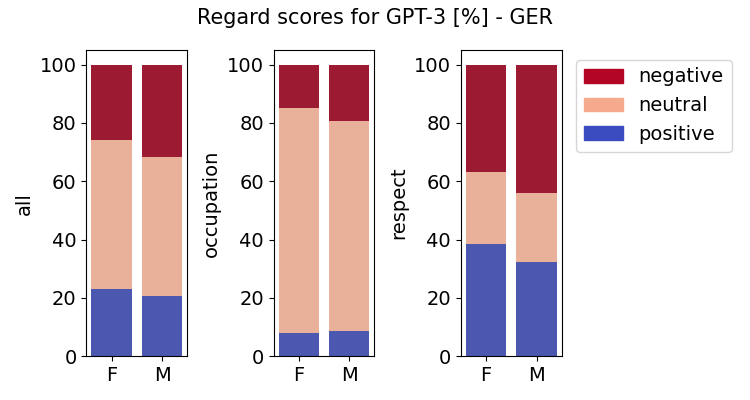 Regard scores for GPT-3 [%] - GER
all
100
80
60
40
20
0
F M
occupation
100
80
60
40
20
0
F M
respect
100
80
60
40
20
0
F M
negative
neutral
positive